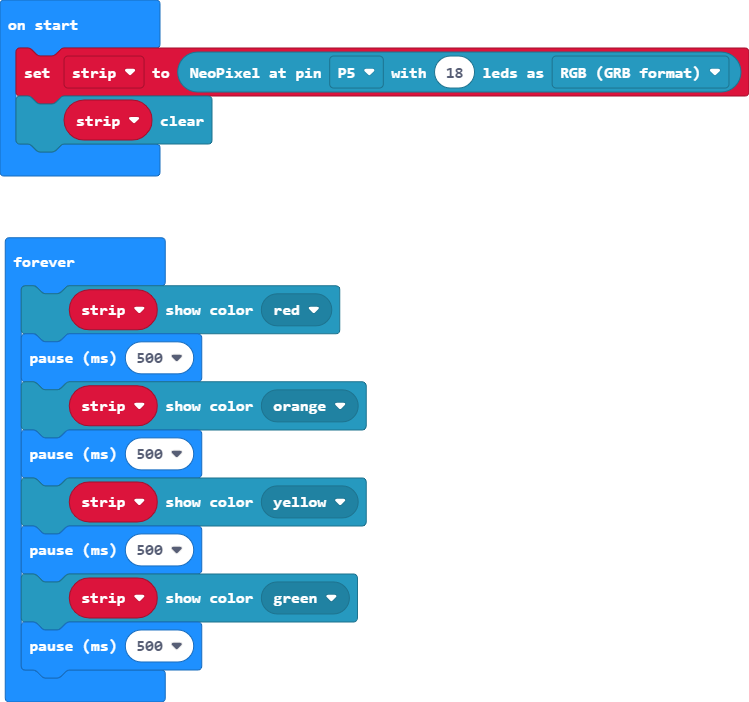 on start
set strip to NeoPixel at pin P5 with 18 leds as RGB (GRB format)
strip clear
forever
strip show color red
pause (ms) 500
strip show color orange
pause (ms) 500
strip show color yellow
pause (ms) 500
strip show color green
pause (ms) 500